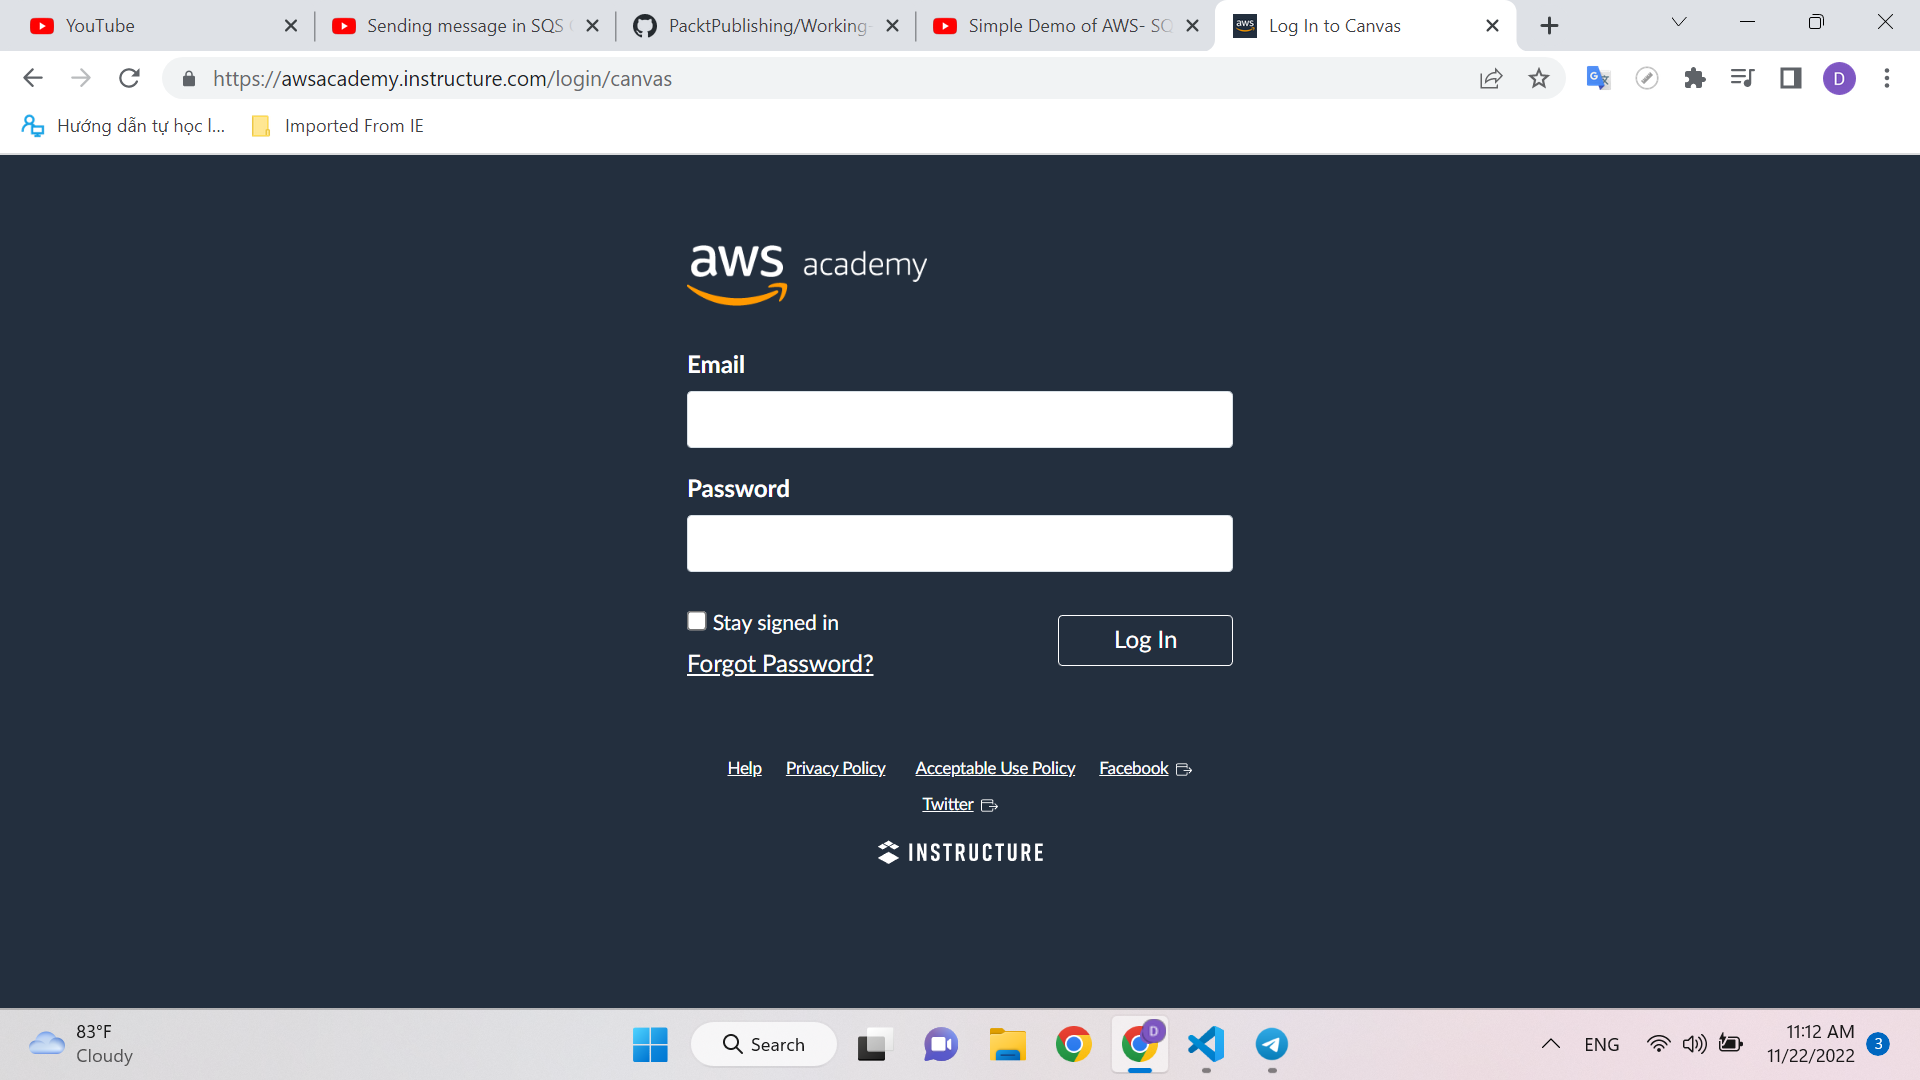 YouTube
Sending message in SQS
PacktPublishing/Working-
Simple Demo of AWS- SQ
aws
Log In to Canvas
https://awsacademy.instructure.com/login/canvas
D
Hướng dẫn tự học l...
Imported From IE
aws academy
Email
Password
Stay signed in
Log In
Forgot Password?
Help
Privacy Policy
Acceptable Use Policy
Facebook
Twitter
INSTRUCTURE
83°F
Cloudy
Search
D
ENG
11:12 AM
11/22/2022
3